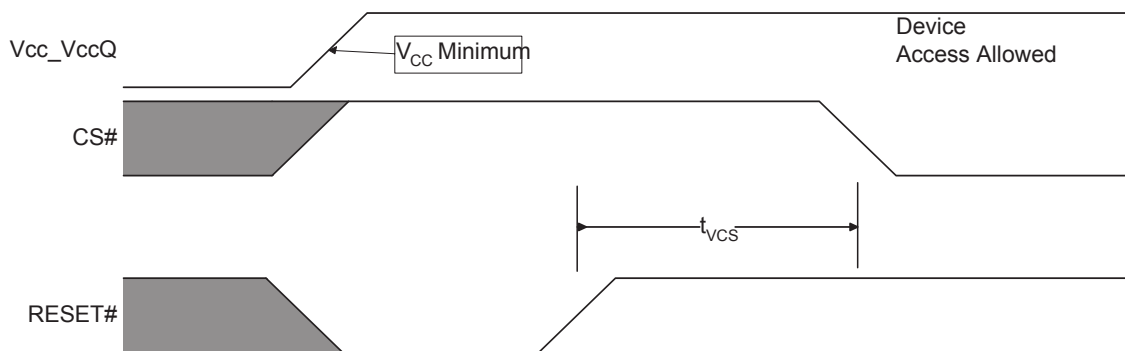 Vcc_VccQ
VCC Minimum
Device
Access Allowed
CS#
tVCS
RESET#